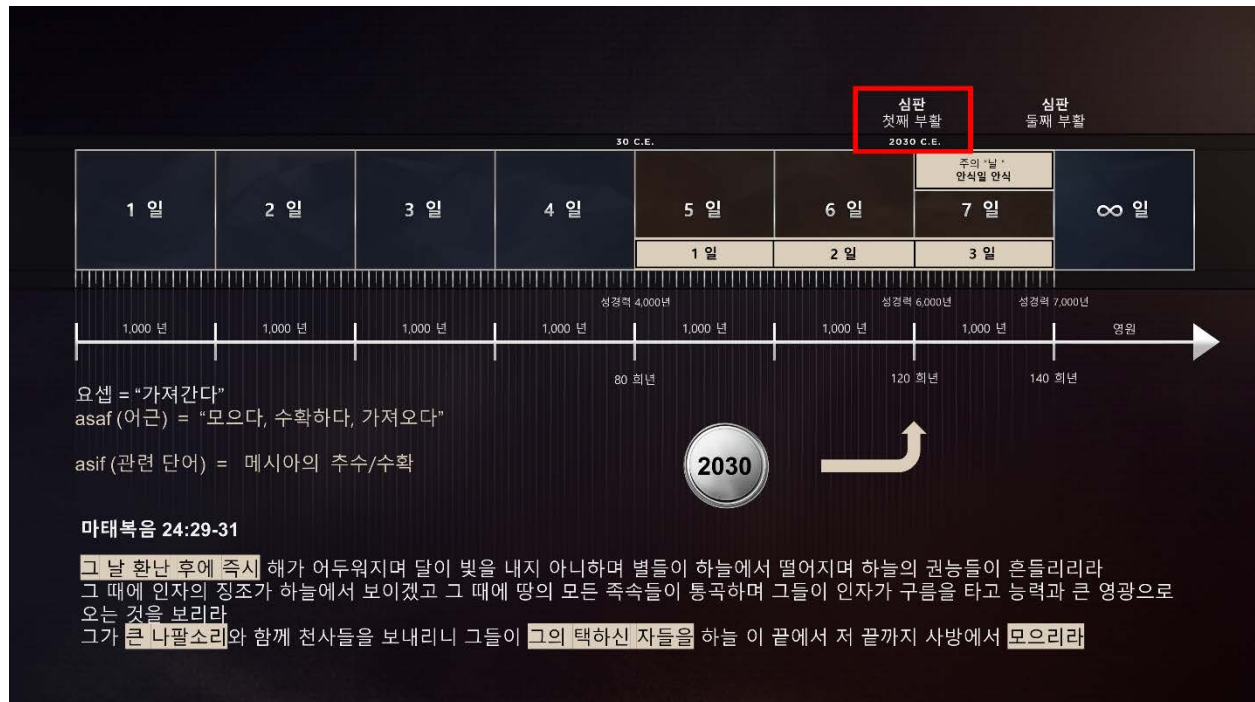 심판
첫째 부활
심판
둘째 부활
30 C.E.
2030 C.E.
주의 "날"
안식일 안식
1 일
2 일
3 일
4 일
5 일
6 일
7 일
∞ 일
1 일
2 일
3 일
성경력 4,000년
성경력 6,000년
성경력 7,000년
1,000 년
1,000 년
1,000 년
1,000 년
1,000 년
1,000 년
1,000 년
영원
80 희년
120 희년
140 희년
요셉 = “가져간다”
asaf (어근) = “모으다, 수확하다, 가져오다”
asif (관련 단어) = 메시아의 추수/수확
2030
마태복음 24:29-31
그 날 환난 후에 즉시 해가 어두워지며 달이 빛을 내지 아니하며 별들이 하늘에서 떨어지며 하늘의 권능들이 흔들리리라
그 때에 인자의 징조가 하늘에서 보이겠고 그 때에 땅의 모든 족속들이 통곡하며 그들이 인자가 구름을 타고 능력과 큰 영광으로
오는 것을 보리라
그가 큰 나팔소리와 함께 천사들을 보내리니 그들이 그의 택하신 자들을 하늘 이 끝에서 저 끝까지 사방에서 모으리라